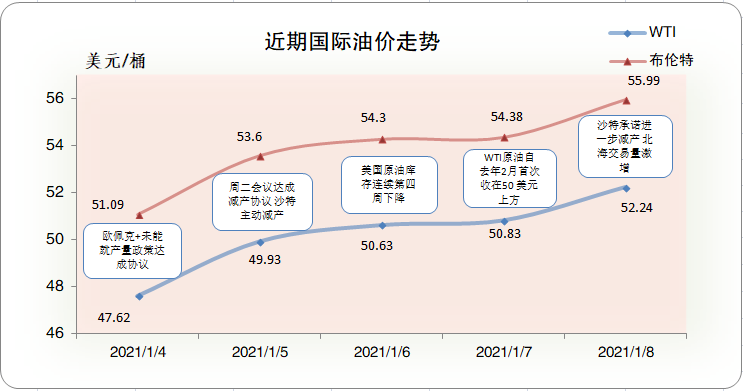 近期国际油价走势
WTI
布伦特
美元/桶
56
54
52
50
48
46
51.09
53.6
54.3
54.38
55.99
欧佩克+未能
就产量政策达
成协议
周二会议达成
减产协议 沙特
主动减产
美国原油库
存连续第四
周下降
WTI原油自
去年2月首次
收在50 美元
上方
沙特承诺进
一步减产 北
海交易量激
增
47.62
49.93
50.63
50.83
52.24
2021/1/4
2021/1/5
2021/1/6
2021/1/7
2021/1/8